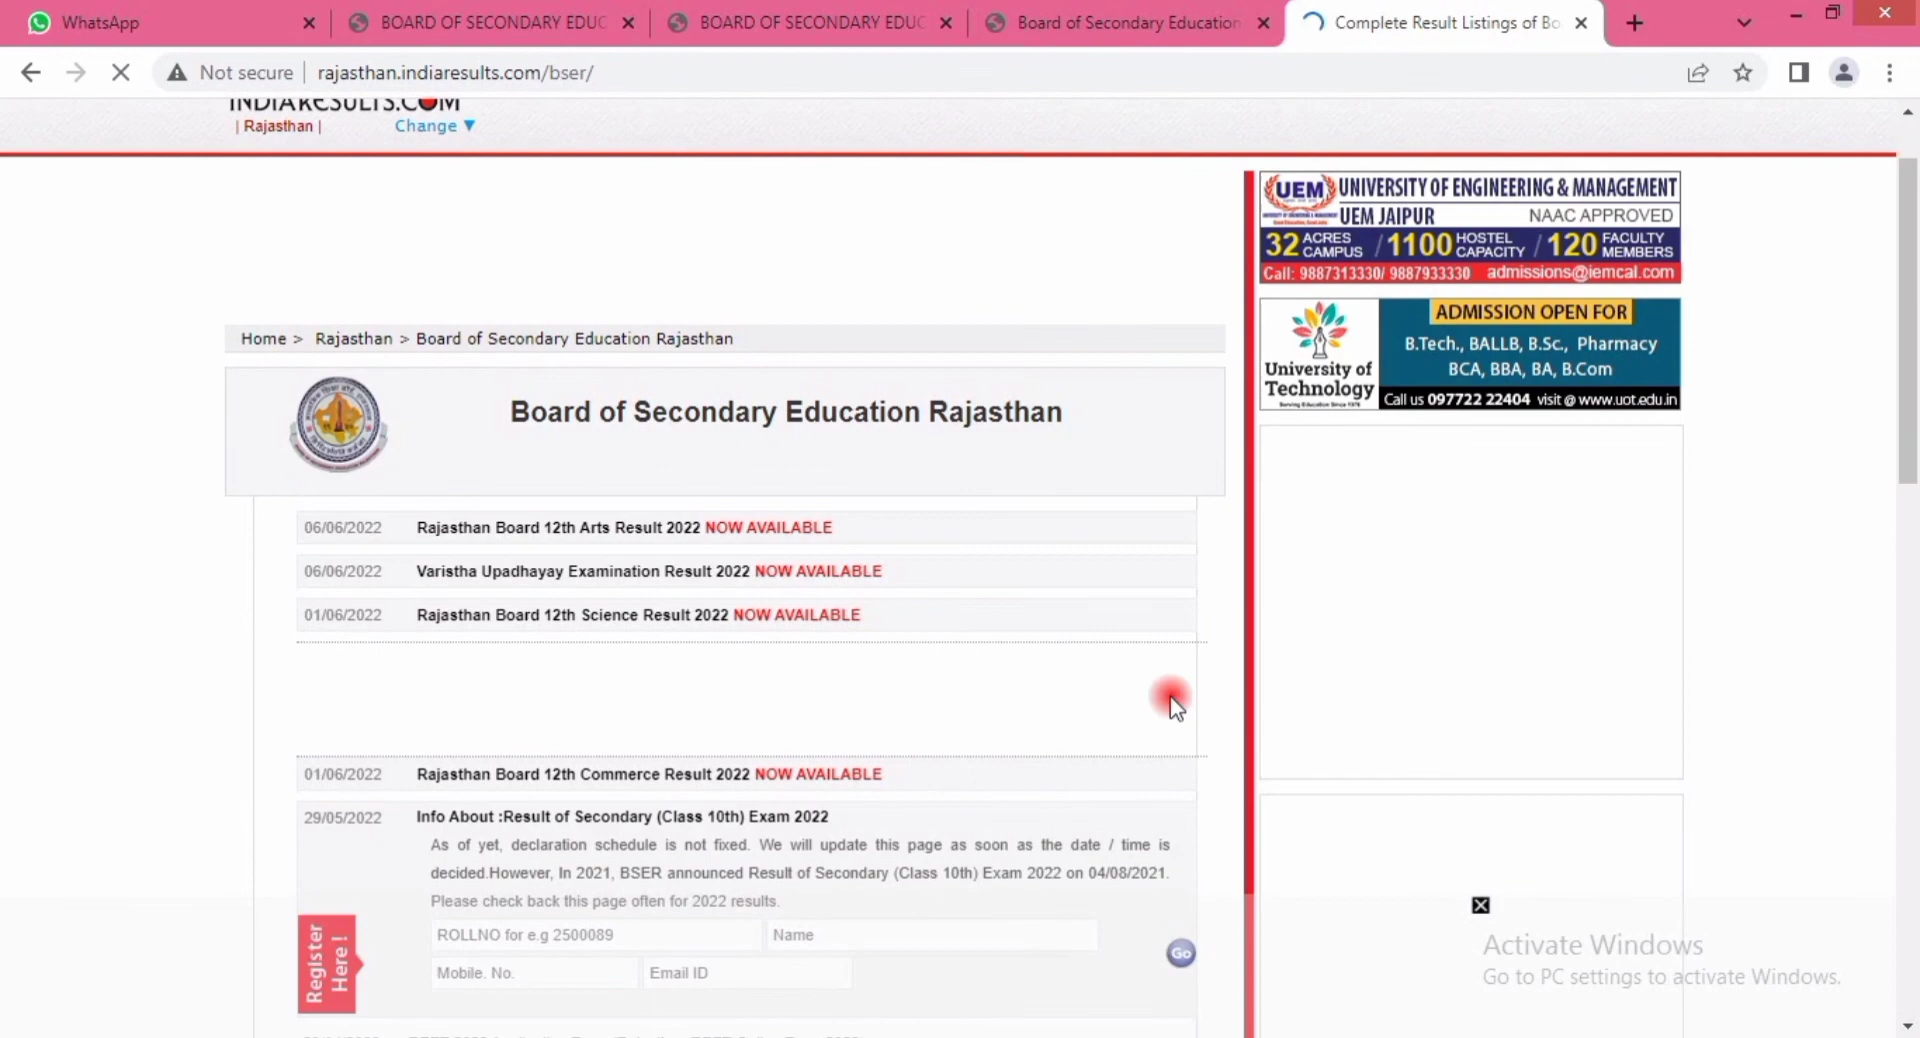 WhatsApp
BOARD OF SECONDARY EDUC
BOARD OF SECONDARY EDUC
Board of Secondary Education
Complete Result Listings of Bo
Not secure
rajasthan.indiaresults.com/bser/
INDIARESULTS.COM
| Rajasthan |
Change ▼
UEM
UNIVERSITY OF ENGINEERING & MANAGEMENT
UEM JAIPUR
NAAC APPROVED
32 ACRES CAMPUS / 1100 HOSTEL CAPACITY / 120 FACULTY MEMBERS
Call: 9887313330/ 9887933330 admissions@iemcal.com
University of
Technology
Serving Education Since 1976
ADMISSION OPEN FOR
B.Tech., BALLB, B.Sc., Pharmacy
BCA, BBA, BA, B.Com
Call us 097722 22404 visit @ www.uot.edu.in
Home > Rajasthan > Board of Secondary Education Rajasthan
Board of Secondary Education Rajasthan
06/06/2022 Rajasthan Board 12th Arts Result 2022 NOW AVAILABLE
06/06/2022 Varistha Upadhayay Examination Result 2022 NOW AVAILABLE
01/06/2022 Rajasthan Board 12th Science Result 2022 NOW AVAILABLE
01/06/2022 Rajasthan Board 12th Commerce Result 2022 NOW AVAILABLE
29/05/2022 Info About :Result of Secondary (Class 10th) Exam 2022
As of yet, declaration schedule is not fixed. We will update this page as soon as the date / time is
decided.However, In 2021, BSER announced Result of Secondary (Class 10th) Exam 2022 on 04/08/2021.
Please check back this page often for 2022 results.
Register
Here !
ROLLNO for e.g 2500089
Name
Mobile. No.
Email ID
Go
Activate Windows
Go to PC settings to activate Windows.